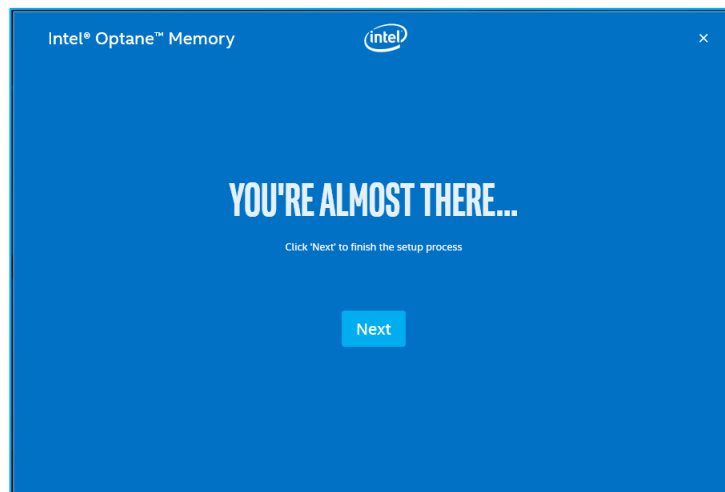 Intel® Optane™ Memory
intel
×
YOU'RE ALMOST THERE...
Click 'Next' to finish the setup process
Next